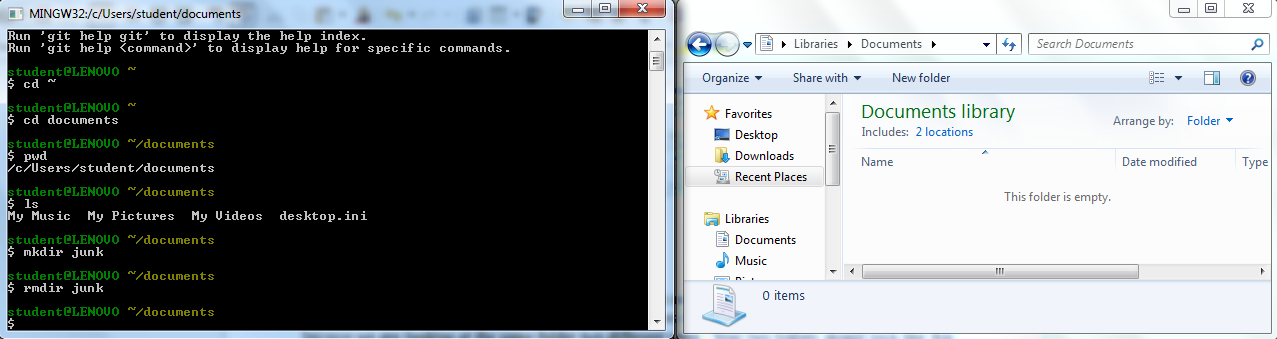 MINGW32:/c/Users/student/documents
Run 'git help git' to display the help index.
Run 'git help <command>' to display help for specific commands.
student@LENOVO ~
$ cd ~
student@LENOVO ~
$ cd documents
student@LENOVO ~/documents
$ pwd
/c/Users/student/documents
student@LENOVO ~/documents
$ ls
My Music  My Pictures  My Videos  desktop.ini
student@LENOVO ~/documents
$ mkdir junk
student@LENOVO ~/documents
$ rmdir junk
student@LENOVO ~/documents
$
Libraries Documents
Search Documents
Organize Share with New folder
Favorites
Desktop
Downloads
Recent Places
Libraries
Documents
Music
Documents library
Includes: 2 locations
Arrange by: Folder
Name Date modified Type
This folder is empty.
0 items